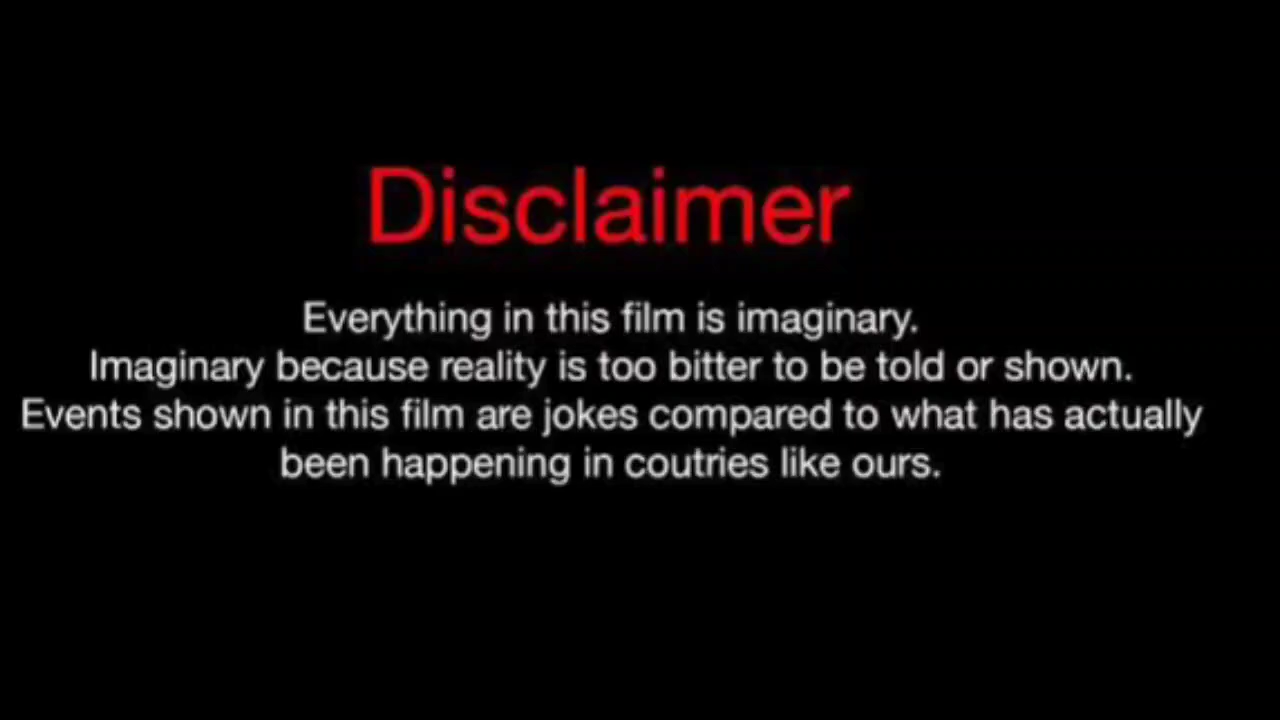 Disclaimer
Everything in this film is imaginary.
Imaginary because reality is too bitter to be told or shown.
Events shown in this film are jokes compared to what has actually
been happening in coutries like ours.